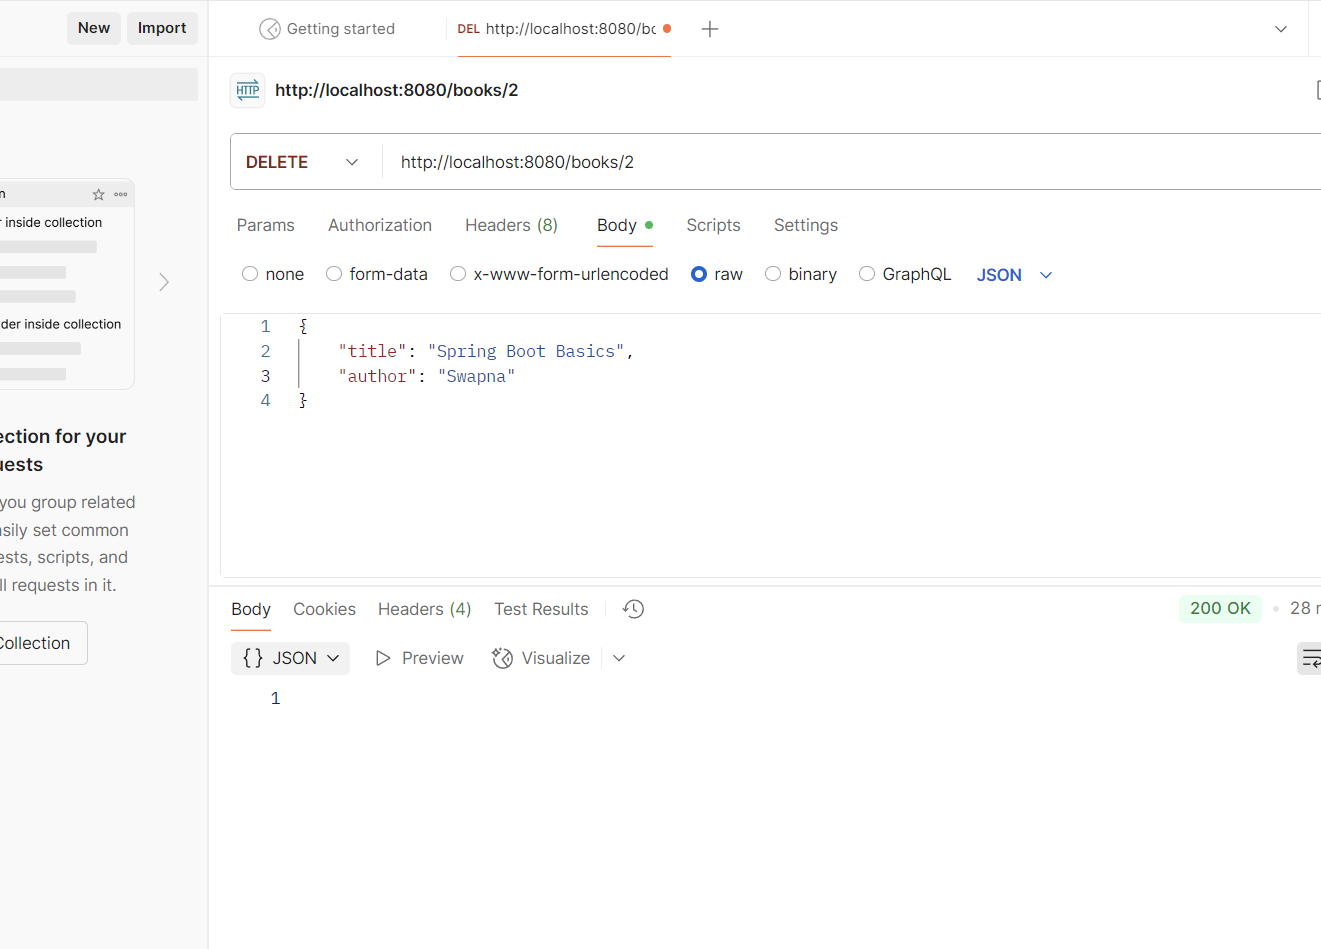 New Import
Getting started
DEL http://localhost:8080/bo
HTTP http://localhost:8080/books/2
DELETE http://localhost:8080/books/2
Params Authorization Headers (8) Body Scripts Settings
none form-data x-www-form-urlencoded raw binary GraphQL JSON
1 {
2 "title": "Spring Boot Basics",
3 "author": "Swapna"
4 }
n
r inside collection
der inside collection
ection for your
uests
you group related
asily set common
ests, scripts, and
ll requests in it.
Collection
Body Cookies Headers (4) Test Results 200 OK • 28
{} JSON Preview Visualize
1